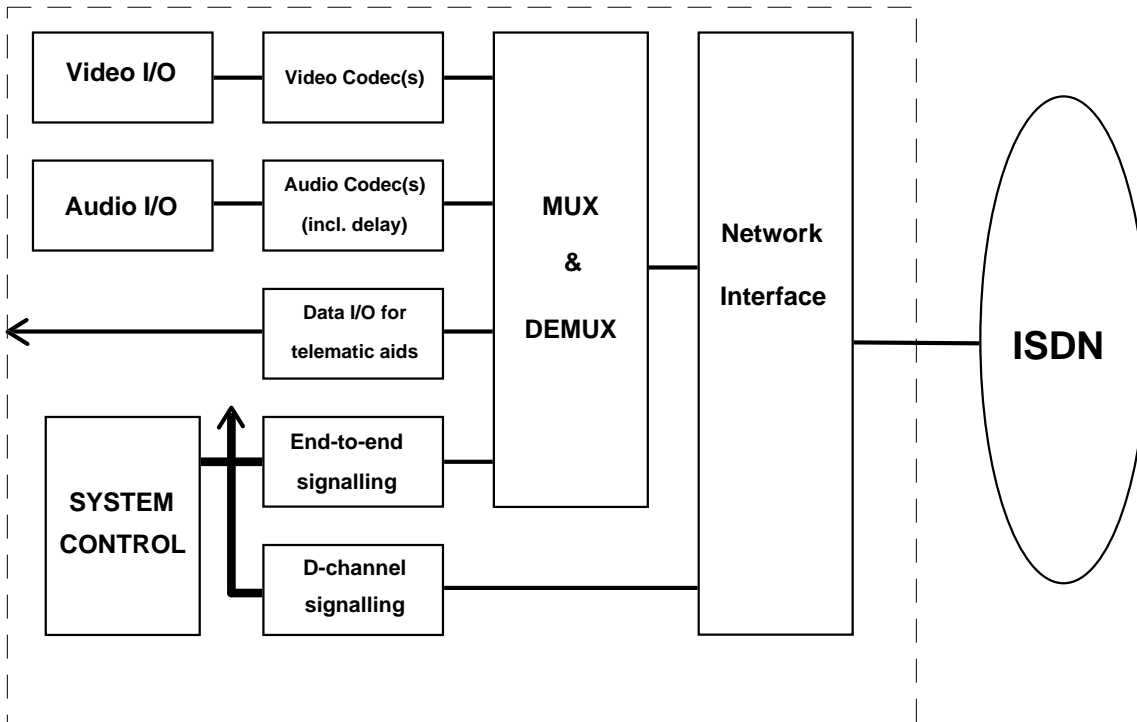 Video I/O
Video Codec(s)
Audio I/O
Audio Codec(s)
(incl. delay)
Data I/O for
telematic aids
SYSTEM
CONTROL
End-to-end
signalling
D-channel
signalling
MUX
&
DEMUX
Network
Interface
ISDN